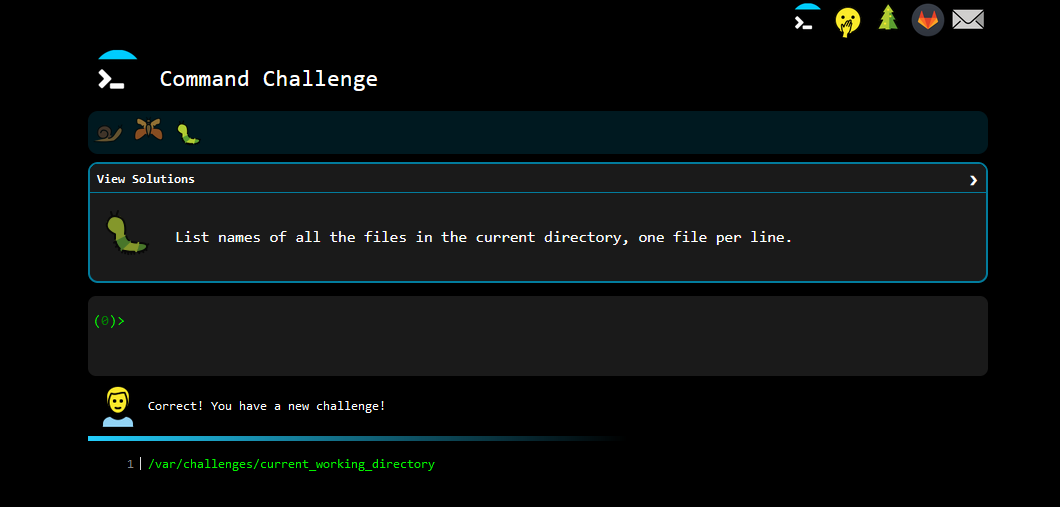 Command Challenge
View Solutions
List names of all the files in the current directory, one file per line.
(0)>
Correct! You have a new challenge!
1 /var/challenges/current_working_directory